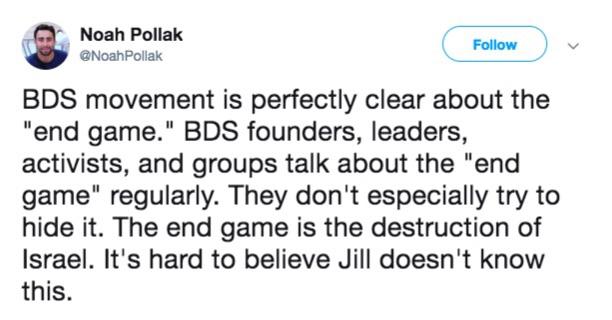 Noah Pollak
@NoahPollak
Follow
BDS movement is perfectly clear about the
"end game." BDS founders, leaders,
activists, and groups talk about the "end
game" regularly. They don't especially try to
hide it. The end game is the destruction of
Israel. It's hard to believe Jill doesn't know
this.